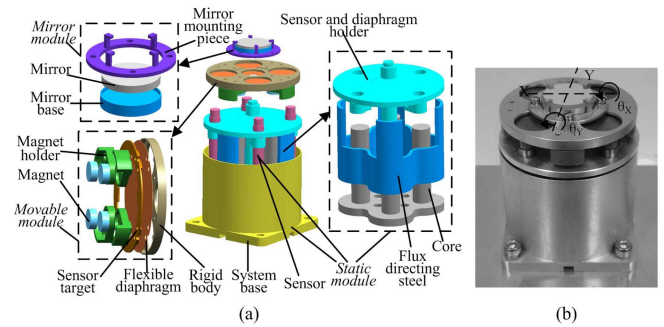 Mirror
module
Mirror
mounting
piece
Mirror
Mirror
base
Magnet
holder
Magnet
Movable
module
Sensor
target
Flexible
diaphragm
Rigid
body
System
base
Sensor
Static
module
Sensor and diaphragm
holder
Flux
directing
steel
Core
(a)
X
Y
θX
θY
(b)